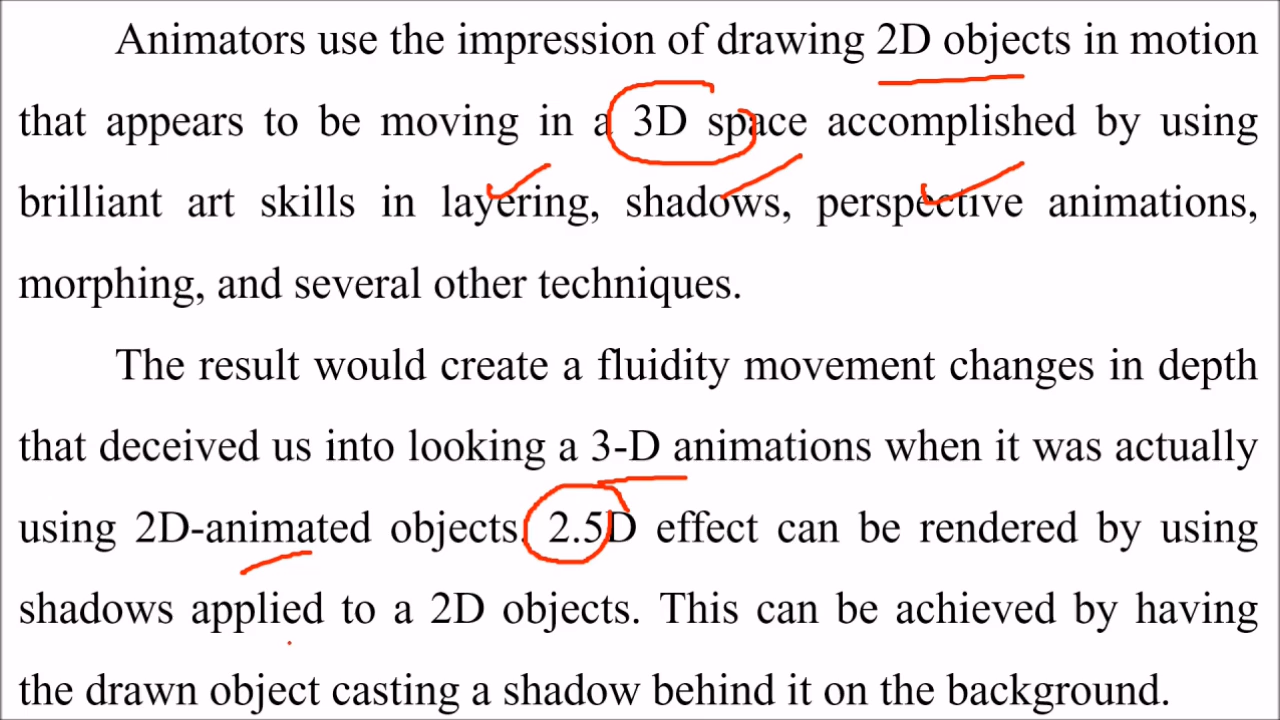 Animators use the impression of drawing 2D objects in motion
that appears to be moving in a 3D space accomplished by using
brilliant art skills in layering, shadows, perspective animations,
morphing, and several other techniques.
The result would create a fluidity movement changes in depth
that deceived us into looking a 3-D animations when it was actually
using 2D-animated objects. 2.5D effect can be rendered by using
shadows applied to a 2D objects. This can be achieved by having
the drawn object casting a shadow behind it on the background.